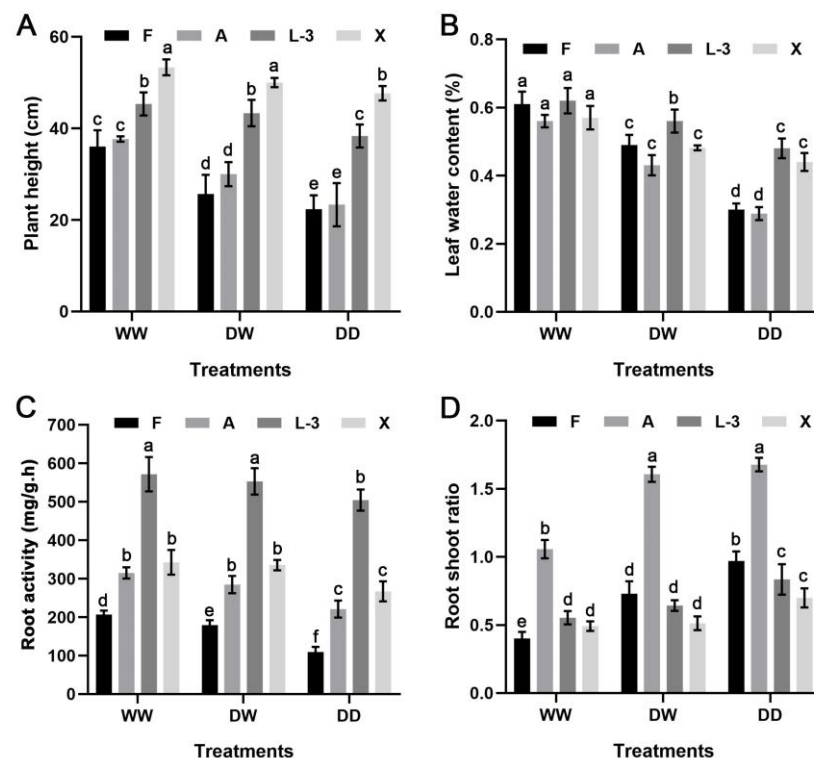 A
F A L-3 X
Plant height (cm)
60
40
20
0
c c b a
d d b a
e e c b
WW DW DD
Treatments
B
F A L-3 X
Leaf water content (%)
0.8
0.6
0.4
0.2
0.0
a a a a
c c b c
d d c c
WW DW DD
Treatments
C
F A L-3 X
Root activity (mg/g.h)
700
600
500
400
300
200
100
0
d b a b
e b a b
f c b c
WW DW DD
Treatments
D
F A L-3 X
Root shoot ratio
2.0
1.5
1.0
0.5
0.0
e b d d
d a d d
b a c c
WW DW DD
Treatments